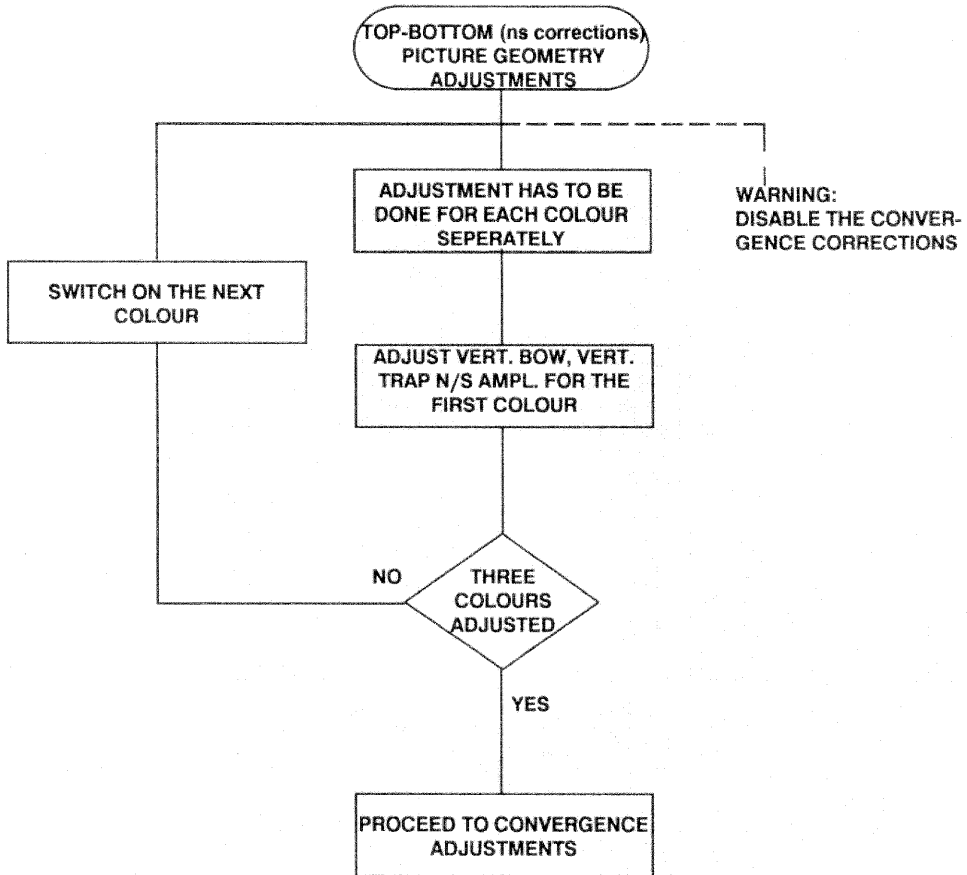 TOP-BOTTOM (ns corrections)
PICTURE GEOMETRY
ADJUSTMENTS
ADJUSTMENT HAS TO BE
DONE FOR EACH COLOUR
SEPERATELY
WARNING:
DISABLE THE CONVER-
GENCE CORRECTIONS
SWITCH ON THE NEXT
COLOUR
ADJUST VERT. BOW, VERT.
TRAP N/S AMPL. FOR THE
FIRST COLOUR
NO
THREE
COLOURS
ADJUSTED
YES
PROCEED TO CONVERGENCE
ADJUSTMENTS